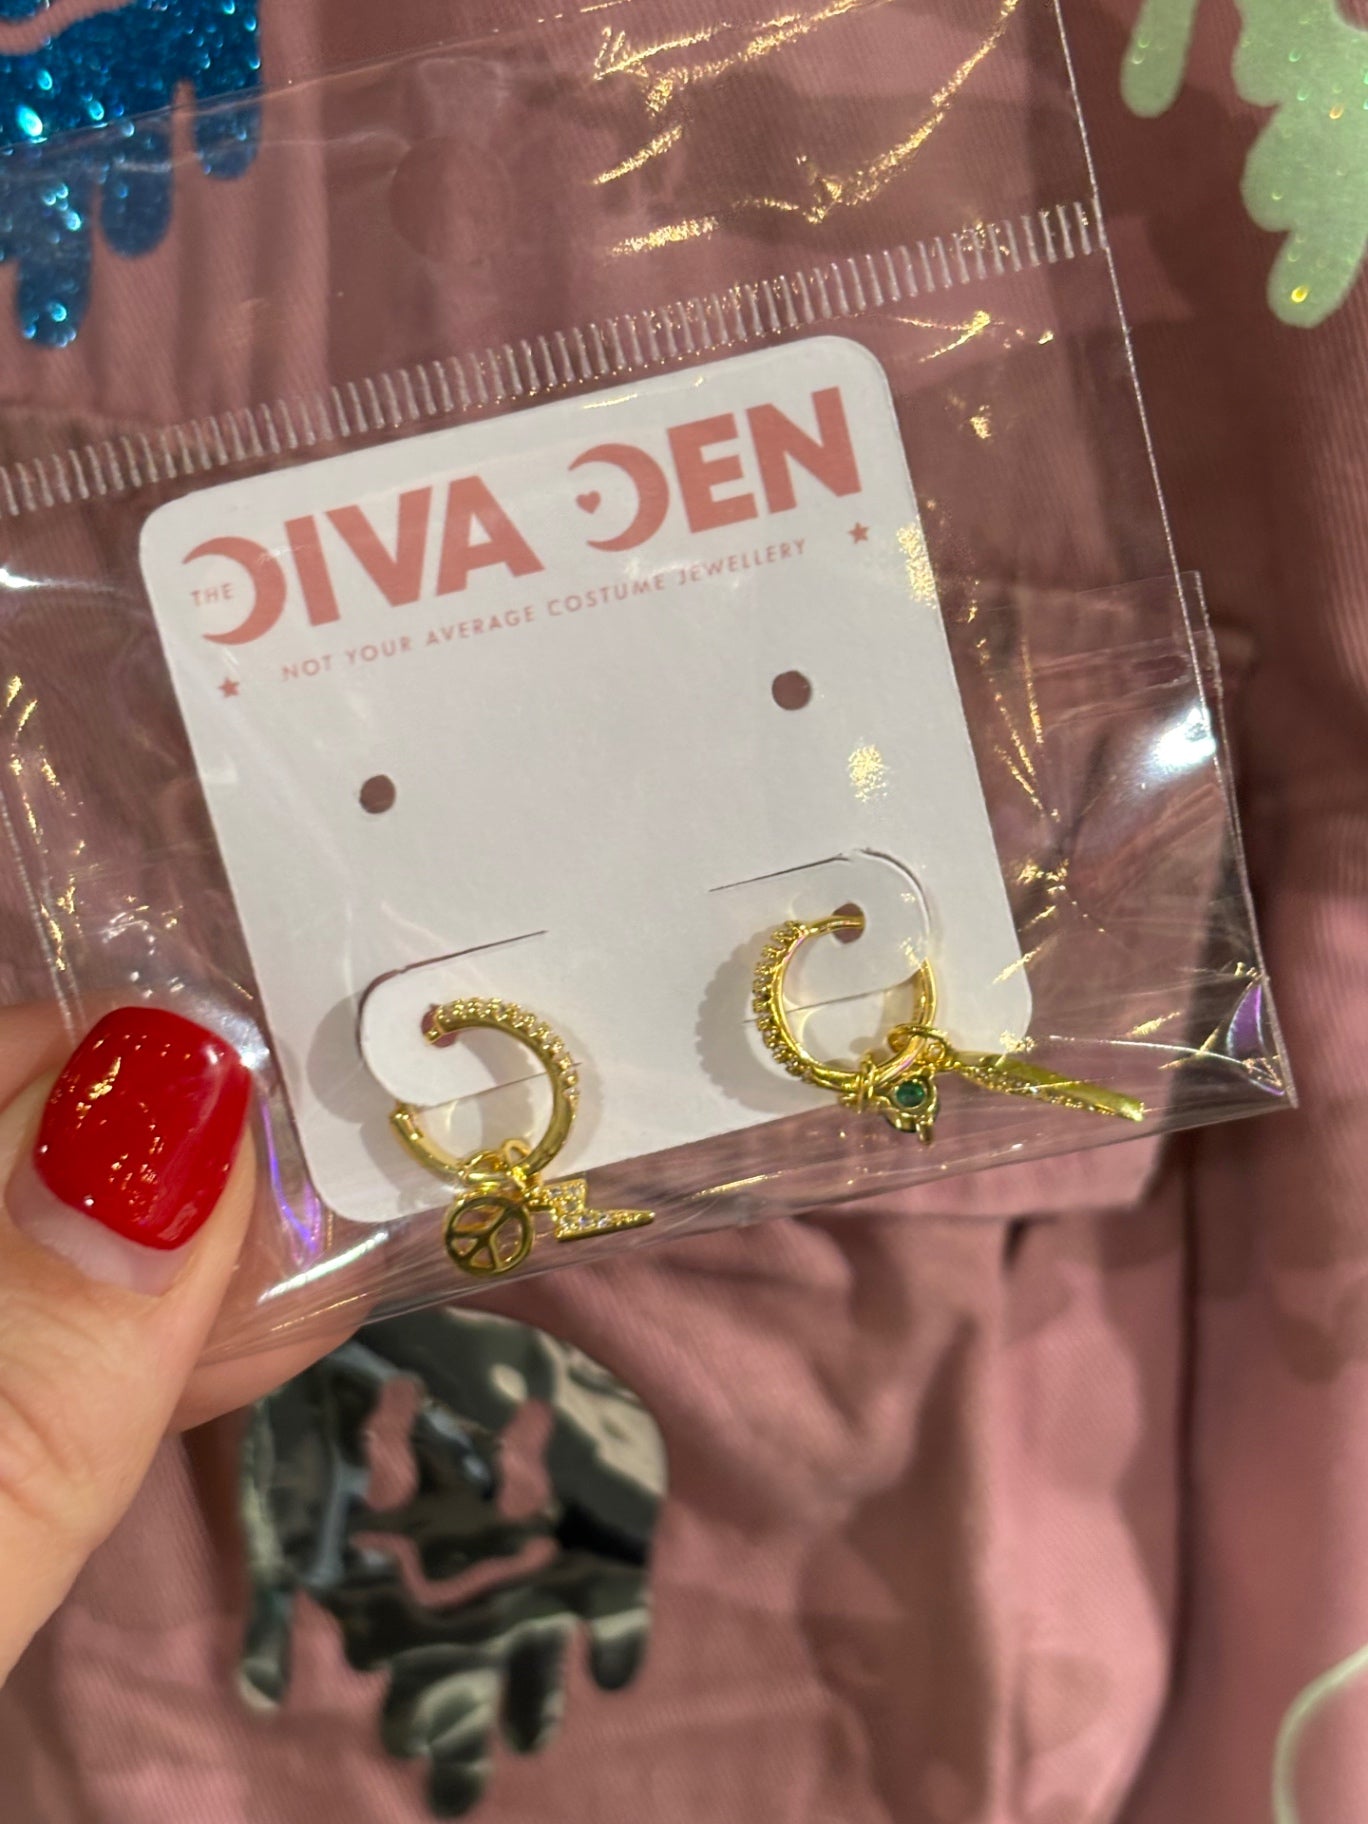 THE DIVA DEN
NOT YOUR AVERAGE COSTUME JEWELLERY